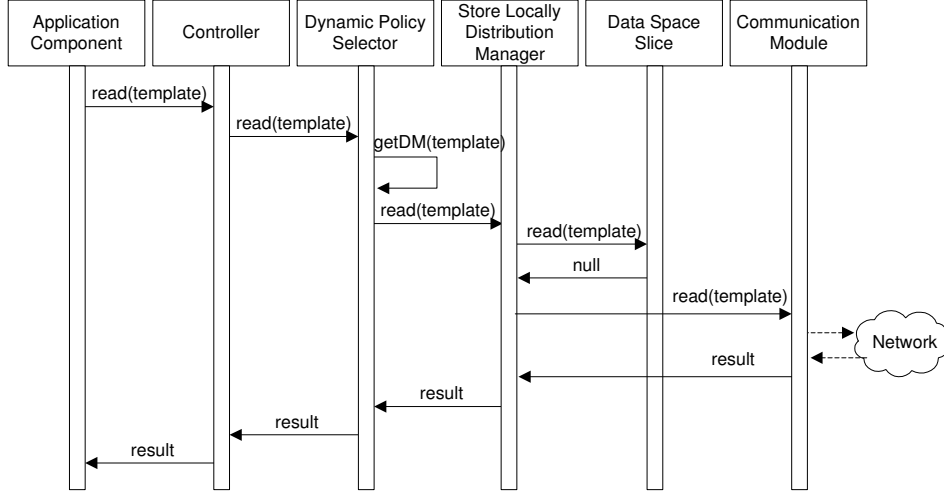 Application
Component
Controller
Dynamic Policy
Selector
Store Locally
Distribution
Manager
Data Space
Slice
Communication
Module
read(template)
read(template)
getDM(template)
read(template)
read(template)
null
read(template)
Network
result
result
result
result